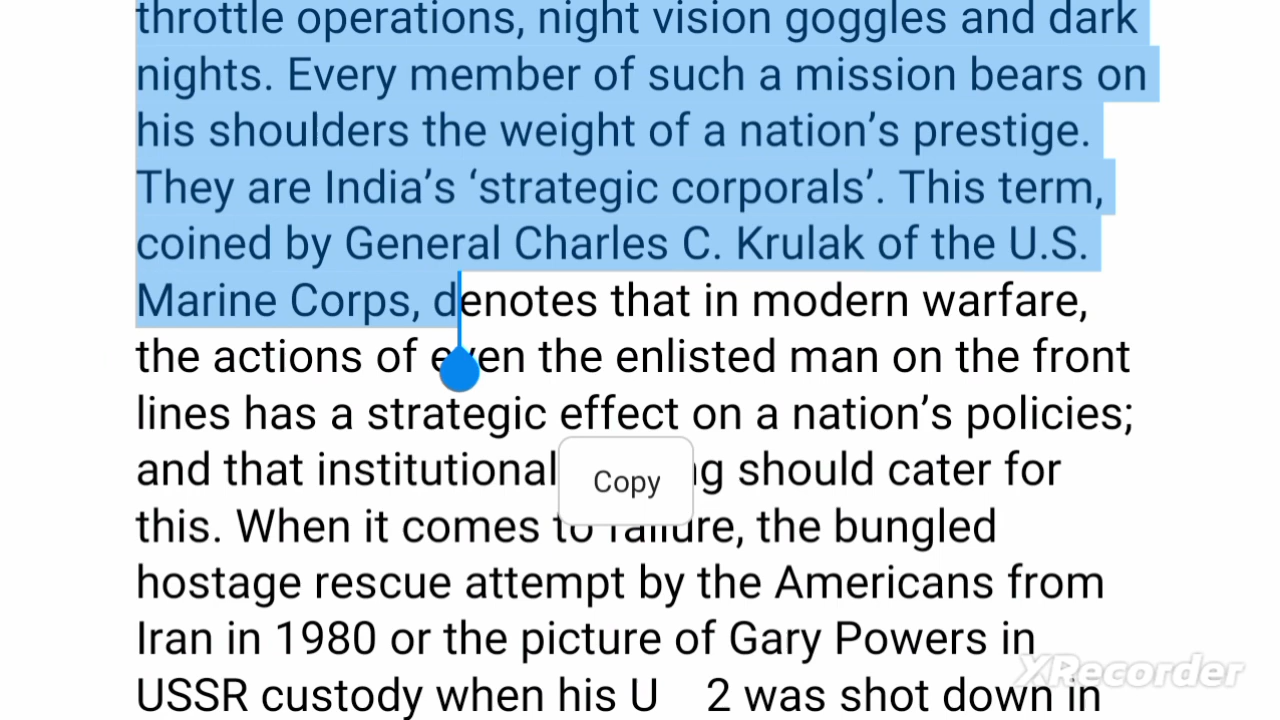 throttle operations, night vision goggles and dark
nights. Every member of such a mission bears on
his shoulders the weight of a nation’s prestige.
They are India’s ‘strategic corporals’. This term,
coined by General Charles C. Krulak of the U.S.
Marine Corps, denotes that in modern warfare,
the actions of even the enlisted man on the front
lines has a strategic effect on a nation’s policies;
and that institutional should cater for
Copy
this. When it comes to failure, the bungled
hostage rescue attempt by the Americans from
Iran in 1980 or the picture of Gary Powers in
USSR custody when his U 2 was shot down in
XRecorder